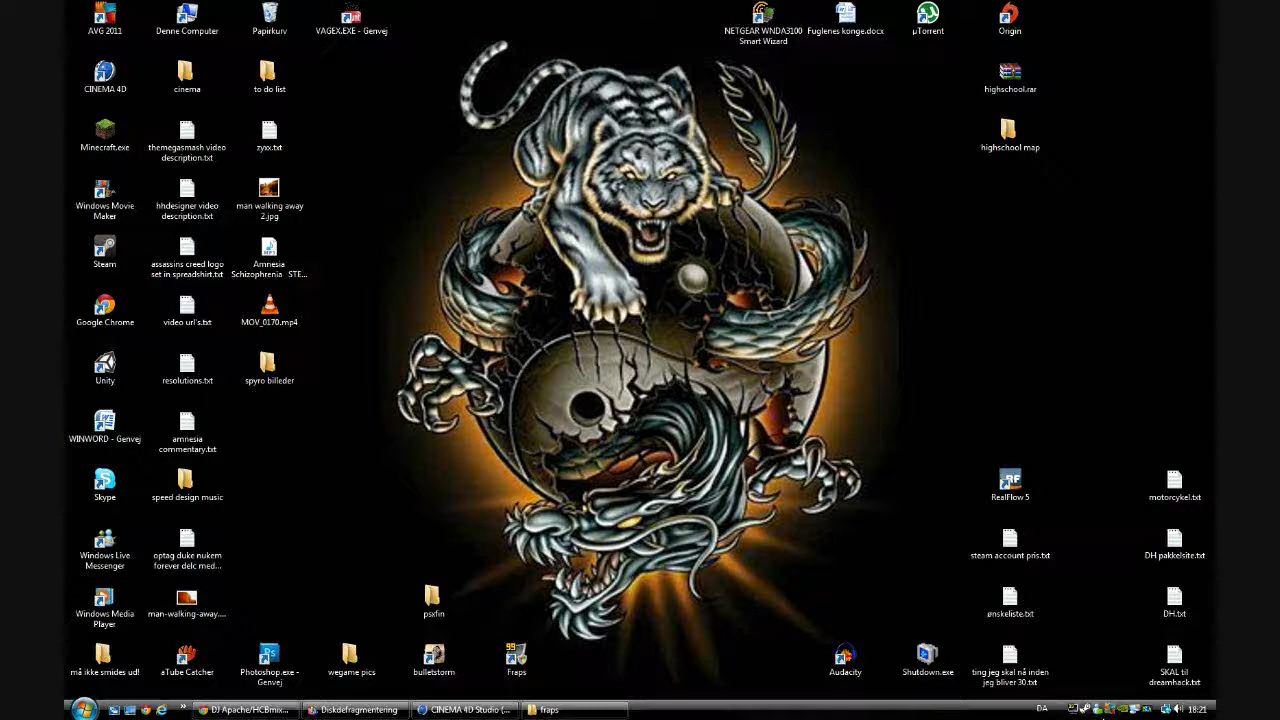 AVG 2011
Denne Computer
Papirkurv
VAGEX.EXE - Genvej
NETGEAR WNDA3100
Smart Wizard
Fuglenes konge.docx
µTorrent
Origin
CINEMA 4D
cinema
to do list
highschool.rar
Minecraft.exe
themegasmash video
description.txt
zyxx.txt
highschool map
Windows Movie
Maker
hhdesigner video
description.txt
man walking away
2.jpg
Steam
assassins creed logo
set in spreadshirt.txt
Amnesia
Schizophrenia STE...
Google Chrome
video url's.txt
MOV_0170.mp4
Unity
resolutions.txt
spyro billeder
WINWORD - Genvej
amnesia
commentary.txt
Skype
speed design music
RealFlow 5
motorcykel.txt
Windows Live
Messenger
optag duke nukem
forever delc med...
steam account pris.txt
DH pakkelsite.txt
Windows Media
Player
man-walking-away....
psxfin
ønskeliste.txt
DH.txt
må ikke smides ud!
aTube Catcher
Photoshop.exe -
Genvej
wegame pics
bulletstorm
99
Fraps
Audacity
Shutdown.exe
ting jeg skal nå inden
jeg bliver 30.txt
SKAL til
dreamhack.txt
DJ Apache/HCBmix...
Diskdefragmentering
CINEMA 4D Studio (...
fraps
DA
18:21